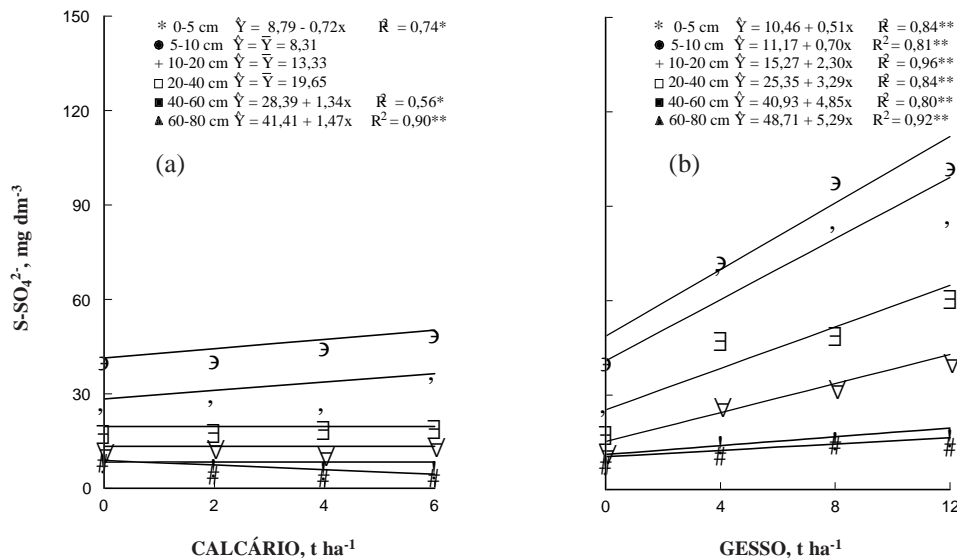 150
120
90
60
30
0
S-SO₄²⁻, mg dm⁻³
* 0-5 cm Ŷ = 8,79 - 0,72x R² = 0,74*
5-10 cm Ŷ = Y̅ = 8,31
+ 10-20 cm Ŷ = Y̅ = 13,33
20-40 cm Ŷ = Y̅ = 19,65
40-60 cm Ŷ = 28,39 + 1,34x R² = 0,56*
60-80 cm Ŷ = 41,41 + 1,47x R² = 0,90**
(a)
0 2 4 6
CALCÁRIO, t ha⁻¹
* 0-5 cm Ŷ = 10,46 + 0,51x R² = 0,84**
5-10 cm Ŷ = 11,17 + 0,70x R² = 0,81**
+ 10-20 cm Ŷ = 15,27 + 2,30x R² = 0,96**
20-40 cm Ŷ = 25,35 + 3,29x R² = 0,84**
40-60 cm Ŷ = 40,93 + 4,85x R² = 0,80**
60-80 cm Ŷ = 48,71 + 5,29x R² = 0,92**
(b)
0 4 8 12
GESSO, t ha⁻¹